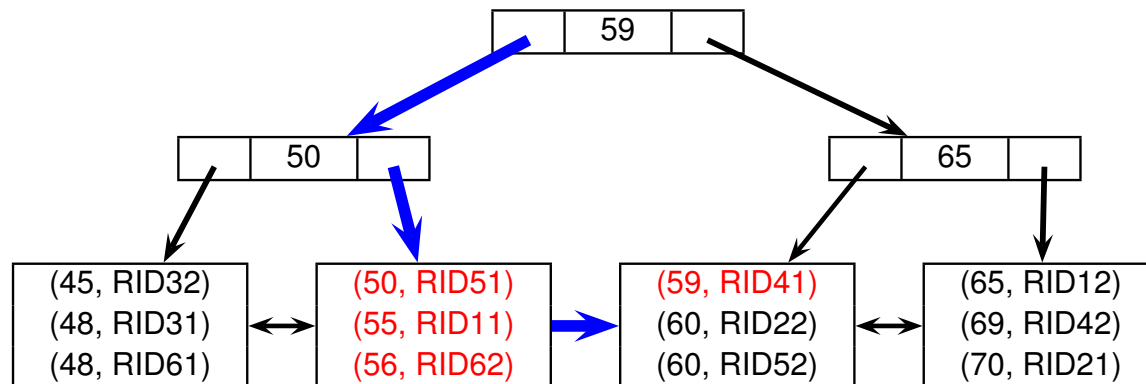 59
50
65
(45, RID32)
(48, RID31)
(48, RID61)
(50, RID51)
(55, RID11)
(56, RID62)
(59, RID41)
(60, RID22)
(60, RID52)
(65, RID12)
(69, RID42)
(70, RID21)